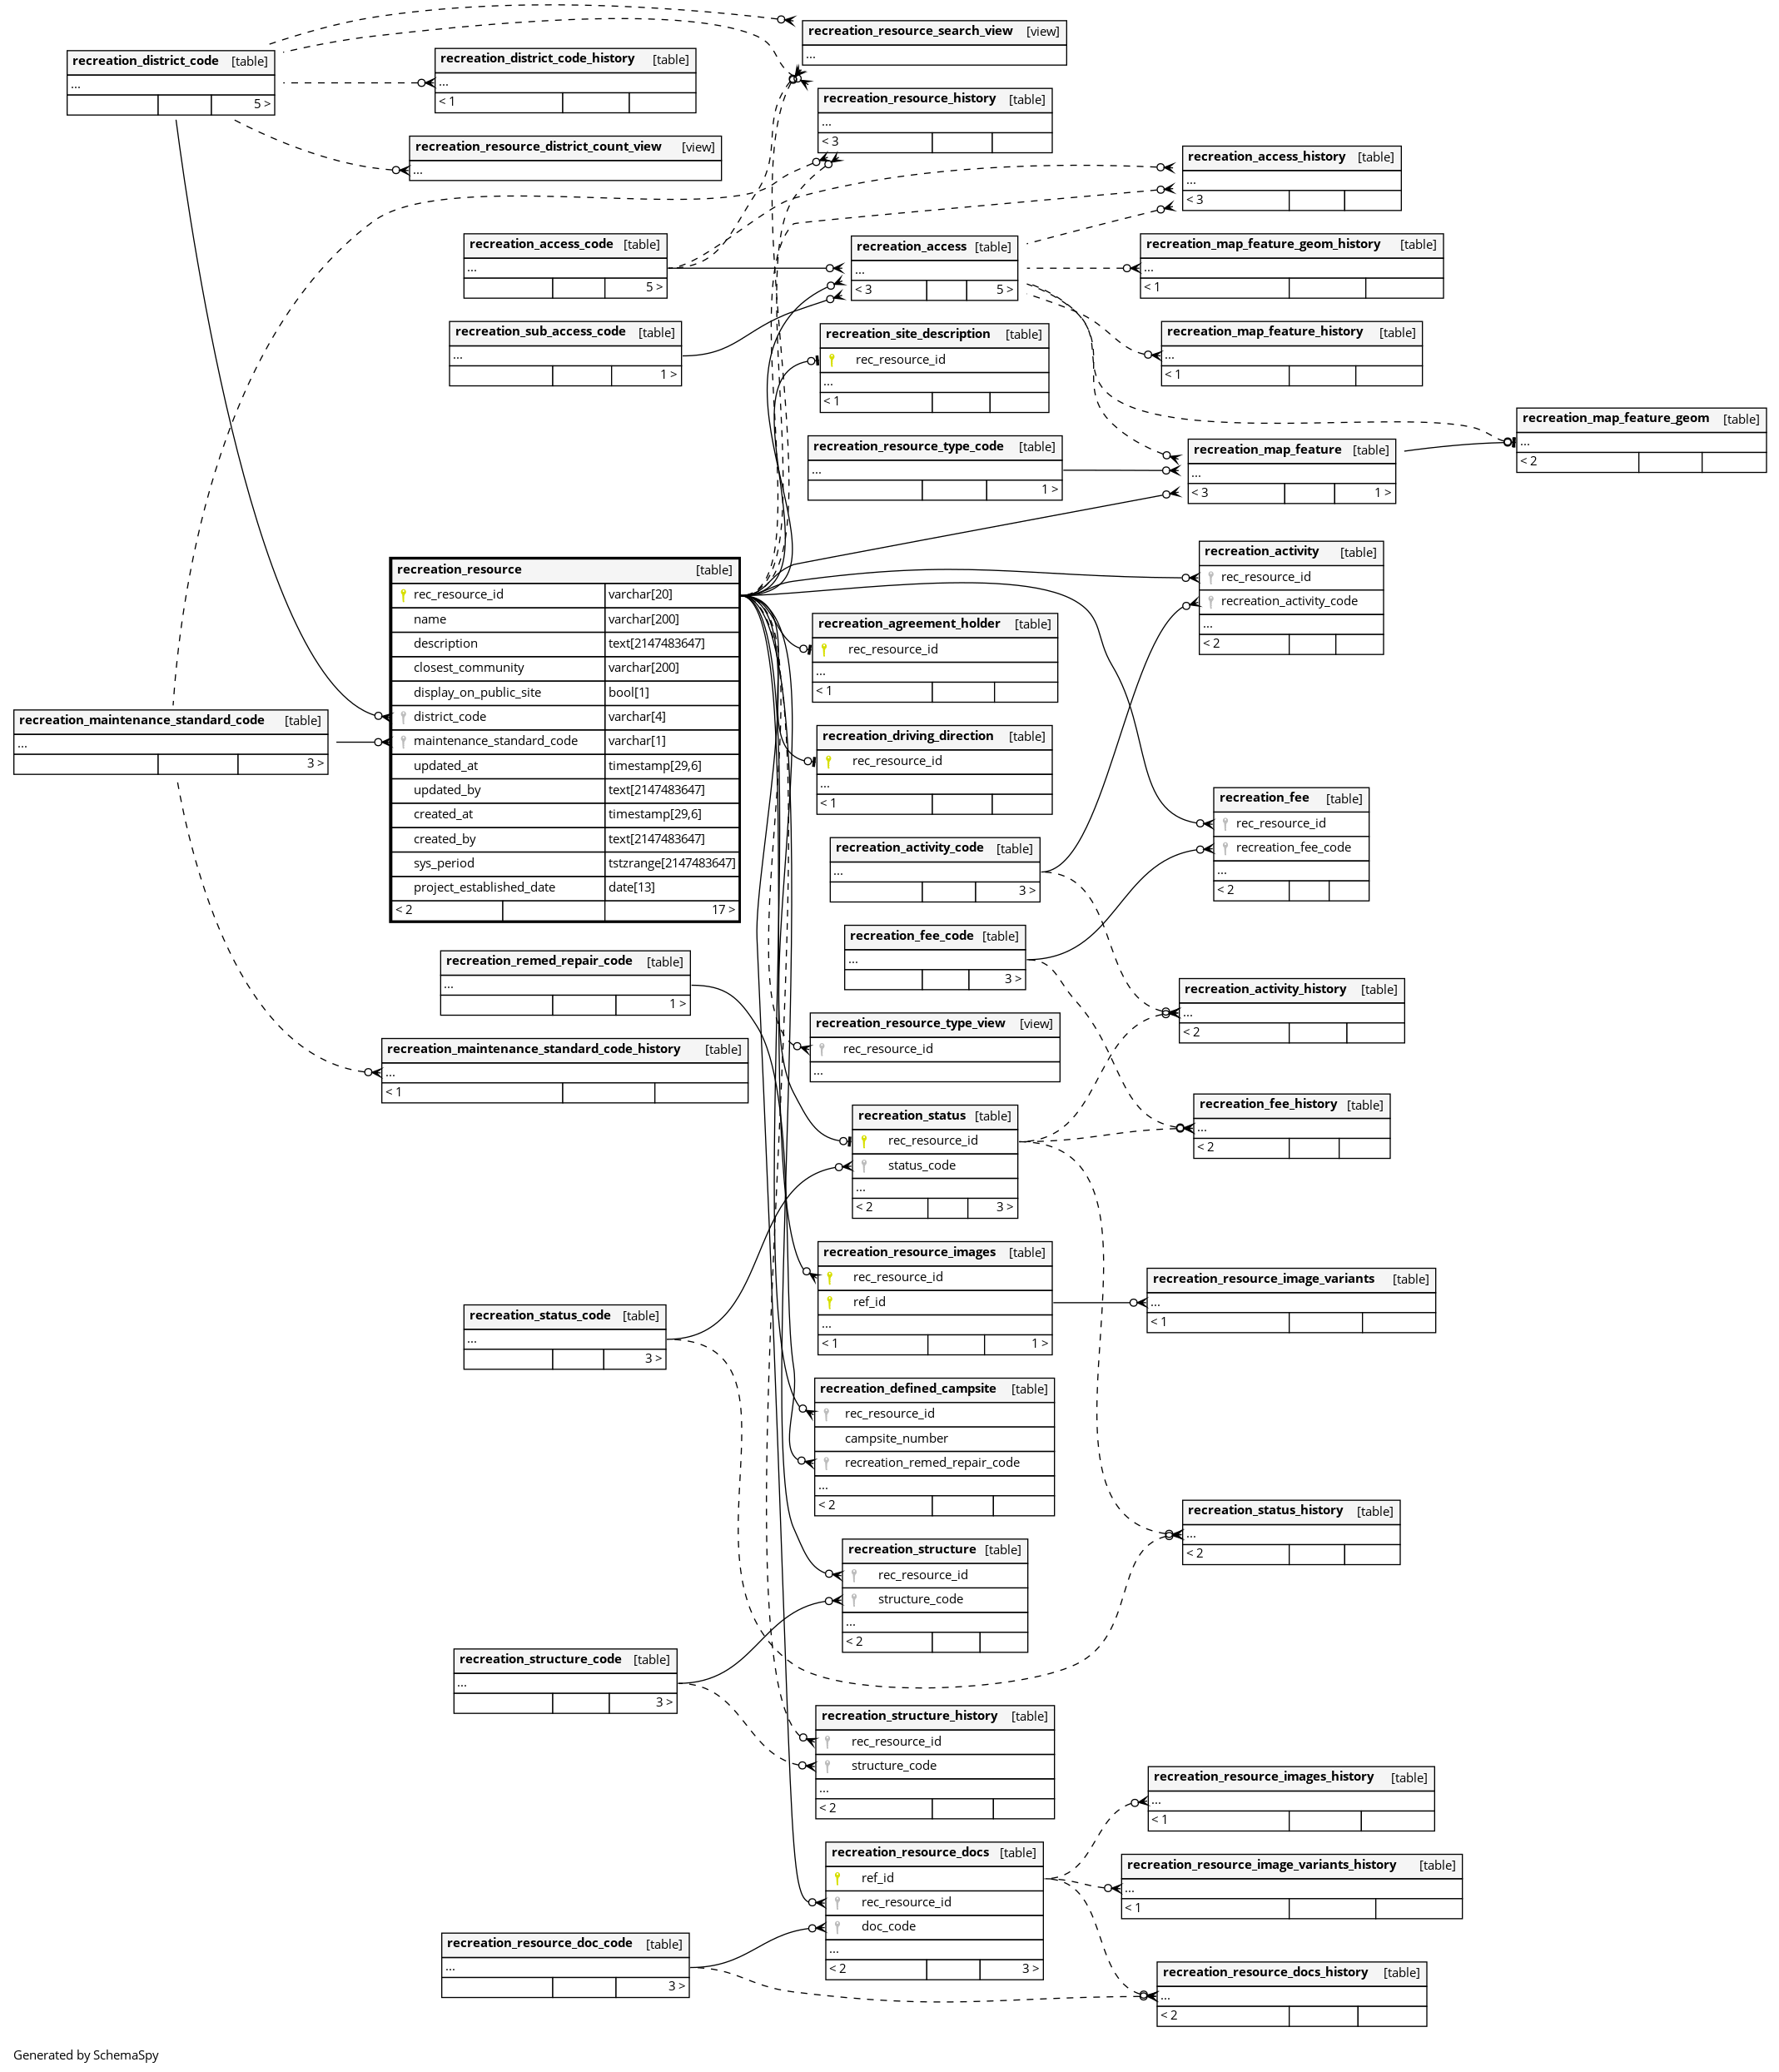 recreation_district_code [table]
...
5 >
recreation_district_code_history [table]
...
< 1
recreation_resource_district_count_view [view]
...
recreation_resource_search_view [view]
...
recreation_resource_history [table]
...
< 3
recreation_access_history [table]
...
< 3
recreation_access_code [table]
...
5 >
recreation_access [table]
...
< 3 5 >
recreation_map_feature_geom_history [table]
...
< 1
recreation_sub_access_code [table]
...
1 >
recreation_site_description [table]
rec_resource_id
...
< 1
recreation_map_feature_history [table]
...
< 1
recreation_resource_type_code [table]
...
1 >
recreation_map_feature [table]
...
< 3 1 >
recreation_map_feature_geom [table]
...
< 2
recreation_maintenance_standard_code [table]
...
3 >
recreation_resource [table]
rec_resource_id varchar[20]
name varchar[200]
description text[2147483647]
closest_community varchar[200]
display_on_public_site bool[1]
district_code varchar[4]
maintenance_standard_code varchar[1]
updated_at timestamp[29,6]
updated_by text[2147483647]
created_at timestamp[29,6]
created_by text[2147483647]
sys_period tstzrange[2147483647]
project_established_date date[13]
< 2 17 >
recreation_activity [table]
rec_resource_id
recreation_activity_code
...
< 2
recreation_agreement_holder [table]
rec_resource_id
...
< 1
recreation_driving_direction [table]
rec_resource_id
...
< 1
recreation_fee [table]
rec_resource_id
recreation_fee_code
...
< 2
recreation_activity_code [table]
...
3 >
recreation_fee_code [table]
...
3 >
recreation_remed_repair_code [table]
...
1 >
recreation_maintenance_standard_code_history [table]
...
< 1
recreation_activity_history [table]
...
< 2
recreation_resource_type_view [view]
rec_resource_id
...
recreation_fee_history [table]
...
< 2
recreation_status [table]
rec_resource_id
status_code
...
< 2 3 >
recreation_resource_images [table]
rec_resource_id
ref_id
...
< 1 1 >
recreation_resource_image_variants [table]
...
< 1
recreation_status_code [table]
...
3 >
recreation_defined_campsite [table]
rec_resource_id
campsite_number
recreation_remed_repair_code
...
< 2
recreation_status_history [table]
...
< 2
recreation_structure [table]
rec_resource_id
structure_code
...
< 2
recreation_structure_code [table]
...
3 >
recreation_structure_history [table]
rec_resource_id
structure_code
...
< 2
recreation_resource_images_history [table]
...
< 1
recreation_resource_docs [table]
ref_id
rec_resource_id
doc_code
...
< 2 3 >
recreation_resource_image_variants_history [table]
...
< 1
recreation_resource_doc_code [table]
...
3 >
recreation_resource_docs_history [table]
...
< 2
Generated by SchemaSpy